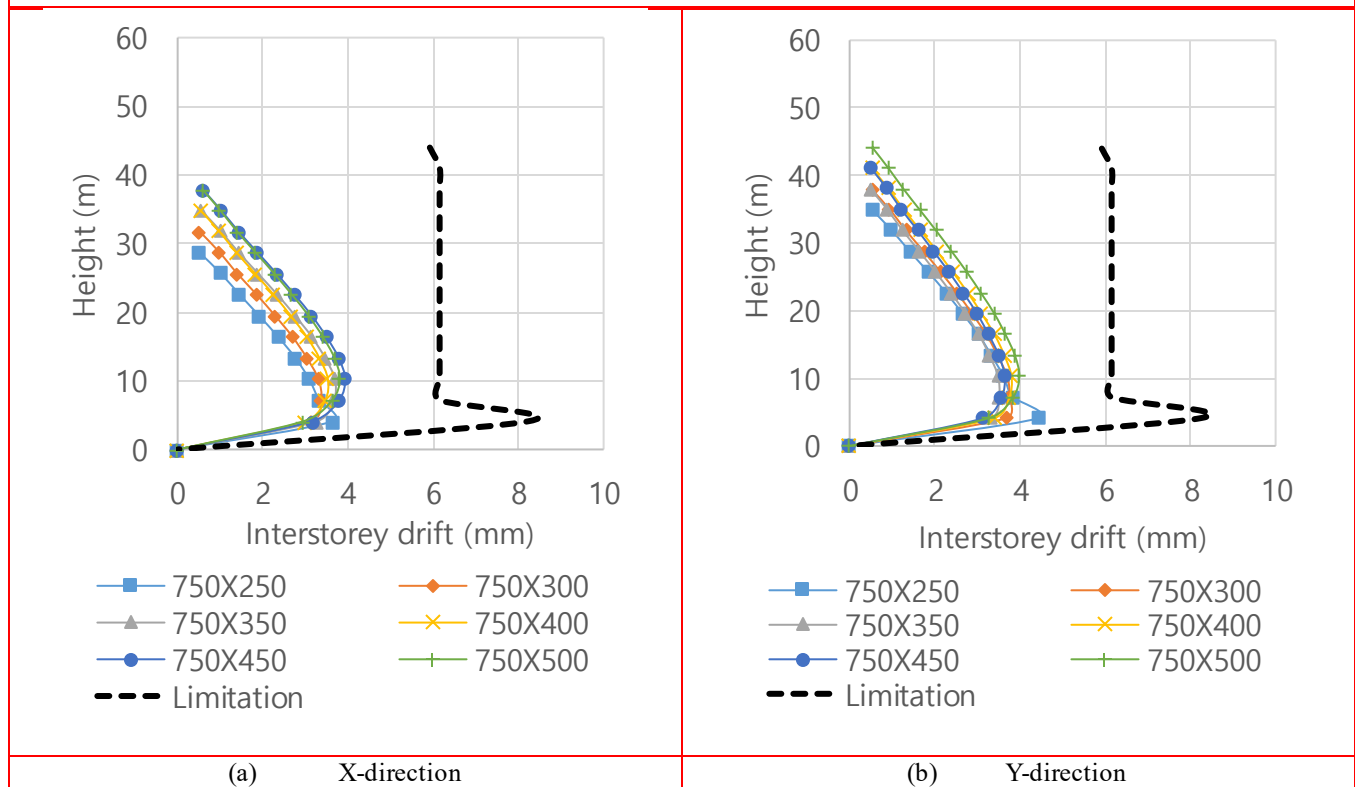 60
50
40
30
20
10
0
Height (m)
0 2 4 6 8 10
Interstorey drift (mm)
750X250 750X300
750X350 750X400
750X450 750X500
Limitation
60
50
40
30
20
10
0
Height (m)
0 2 4 6 8 10
Interstorey drift (mm)
750X250 750X300
750X350 750X400
750X450 750X500
Limitation
(a) X-direction
(b) Y-direction